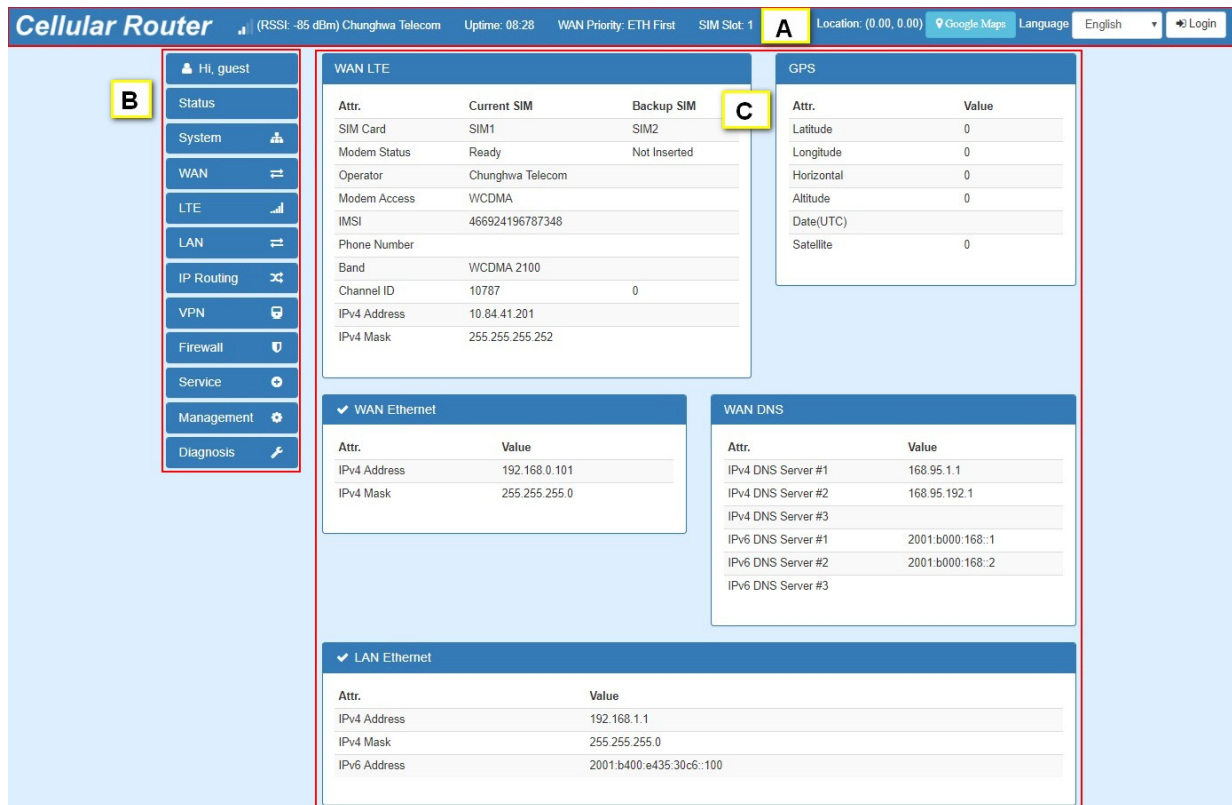 Cellular Router (RSSI: -85 dBm) Chunghwa Telecom Uptime: 08:28 WAN Priority: ETH First SIM Slot: 1 A Location: (0.00, 0.00) Google Maps Language English Login
B
Hi, guest
Status
System
WAN
LTE
LAN
IP Routing
VPN
Firewall
Service
Management
Diagnosis
C
WAN LTE
Attr. Current SIM Backup SIM
SIM Card SIM1 SIM2
Modem Status Ready Not Inserted
Operator Chunghwa Telecom
Modem Access WCDMA
IMSI 466924196787348
Phone Number
Band WCDMA 2100
Channel ID 10787 0
IPv4 Address 10.84.41.201
IPv4 Mask 255.255.255.252
GPS
Attr. Value
Latitude 0
Longitude 0
Horizontal 0
Altitude 0
Date(UTC)
Satellite 0
WAN Ethernet
Attr. Value
IPv4 Address 192.168.0.101
IPv4 Mask 255.255.255.0
WAN DNS
Attr. Value
IPv4 DNS Server #1 168.95.1.1
IPv4 DNS Server #2 168.95.192.1
IPv4 DNS Server #3
IPv6 DNS Server #1 2001:b000:168::1
IPv6 DNS Server #2 2001:b000:168::2
IPv6 DNS Server #3
LAN Ethernet
Attr. Value
IPv4 Address 192.168.1.1
IPv4 Mask 255.255.255.0
IPv6 Address 2001:b400:e435:30c6::100